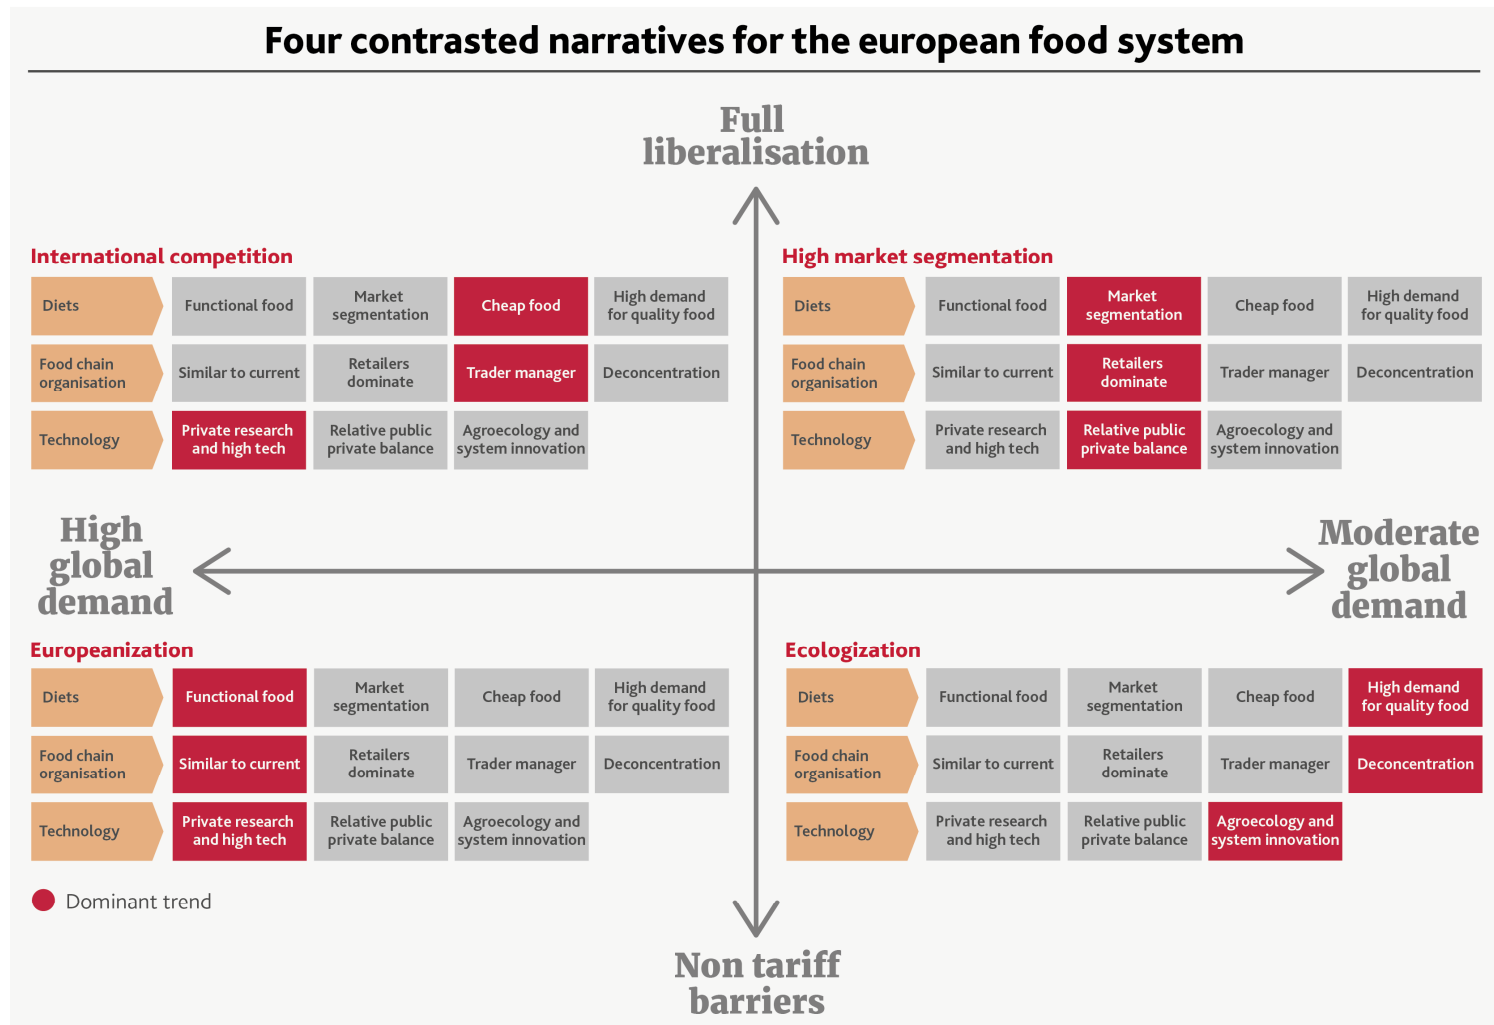 Four contrasted narratives for the european food system
Full
liberalisation
International competition
Diets
Functional food
Market
segmentation
Cheap food
High demand
for quality food
Food chain
organisation
Similar to current
Retailers
dominate
Trader manager
Deconcentration
Technology
Private research
and high tech
Relative public
private balance
Agroecology and
system innovation
High market segmentation
Diets
Functional food
Market
segmentation
Cheap food
High demand
for quality food
Food chain
organisation
Similar to current
Retailers
dominate
Trader manager
Deconcentration
Technology
Private research
and high tech
Relative public
private balance
Agroecology and
system innovation
High
global
demand
Moderate
global
demand
Europeanization
Diets
Functional food
Market
segmentation
Cheap food
High demand
for quality food
Food chain
organisation
Similar to current
Retailers
dominate
Trader manager
Deconcentration
Technology
Private research
and high tech
Relative public
private balance
Agroecology and
system innovation
Ecologization
Diets
Functional food
Market
segmentation
Cheap food
High demand
for quality food
Food chain
organisation
Similar to current
Retailers
dominate
Trader manager
Deconcentration
Technology
Private research
and high tech
Relative public
private balance
Agroecology and
system innovation
Dominant trend
Non tariff
barriers